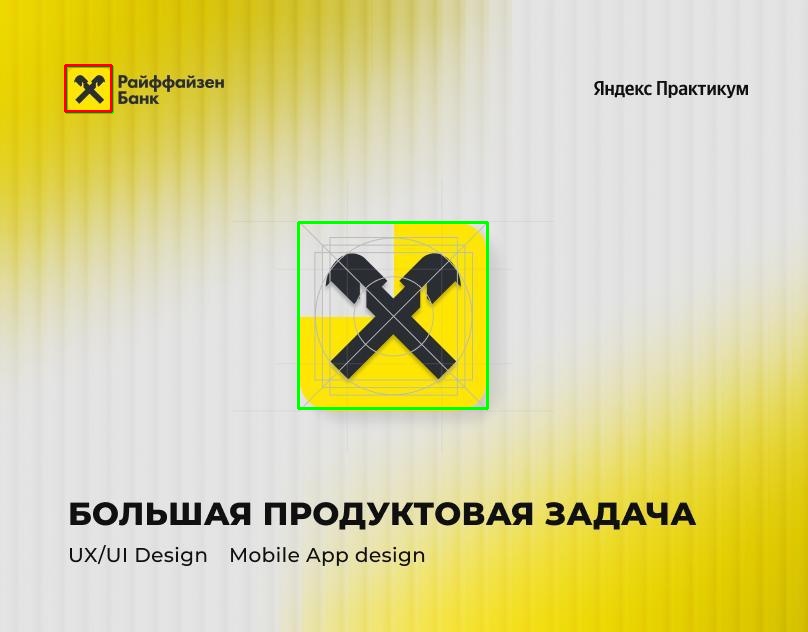 Райффайзен
Банк
Яндекс Практикум
БОЛЬШАЯ ПРОДУКТОВАЯ ЗАДАЧА
UX/UI Design Mobile App design